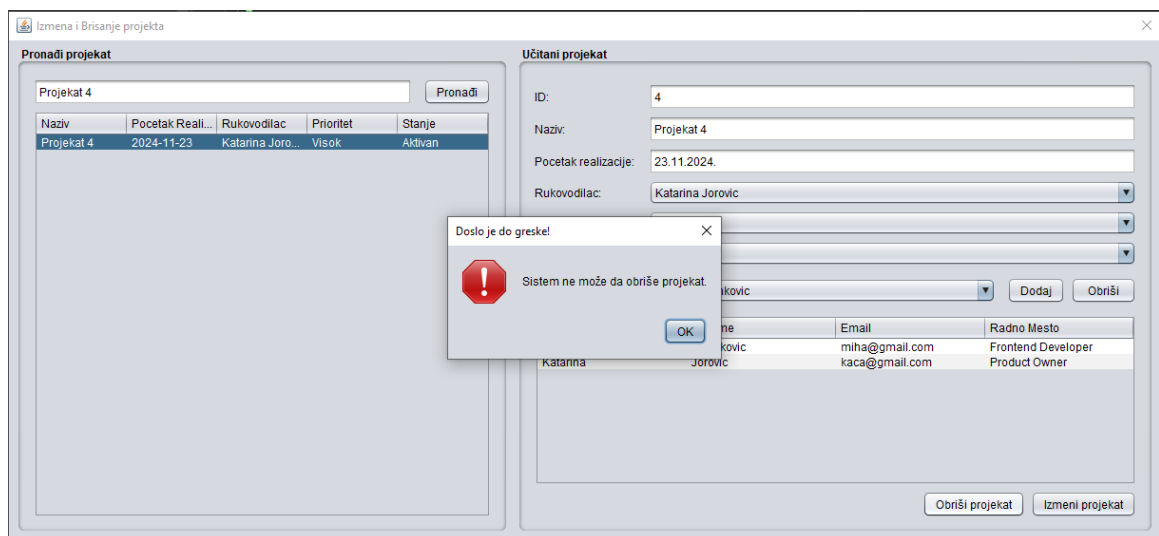 Izmena i Brisanje projekta
Pronađi projekat
Projekat 4
Pronađi
Naziv Pocetak Reali... Rukovodilac Prioritet Stanje
Projekat 4 2024-11-23 Katarina Joro... Visok Aktivan
Učitani projekat
ID: 4
Naziv: Projekat 4
Pocetak realizacije: 23.11.2024.
Rukovodilac: Katarina Jorovic
Doslo je do greske!
Sistem ne može da obriše projekat.
OK
Dodaj Obriši
Email Radno Mesto
miha@gmail.com Frontend Developer
Katarina Jorovic kaca@gmail.com Product Owner
Obriši projekat Izmeni projekat